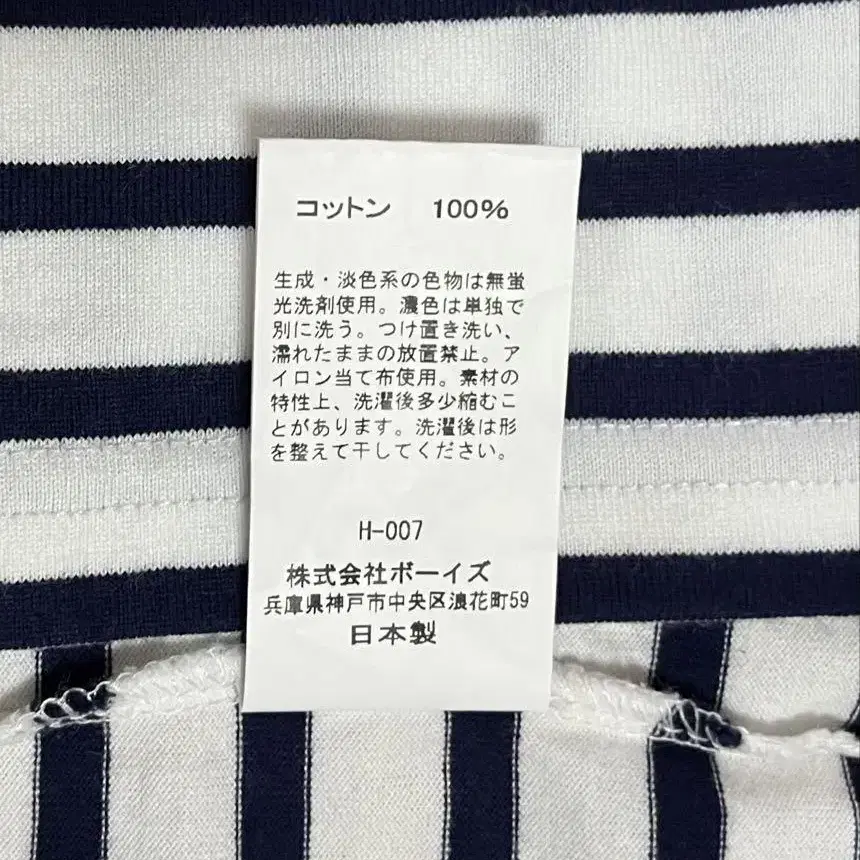 コットン 100%
生成・淡色系の色物は無蛍
光洗剤使用。濃色は単独で
別に洗う。つけ置き洗い、
濡れたままの放置禁止。ア
イロン当て布使用。素材の
特性上、洗濯後多少縮むこ
とがあります。洗濯後は形
を整えて干してください。
H-007
株式会社ボーイズ
兵庫県神戸市中央区浪花町59
日本製